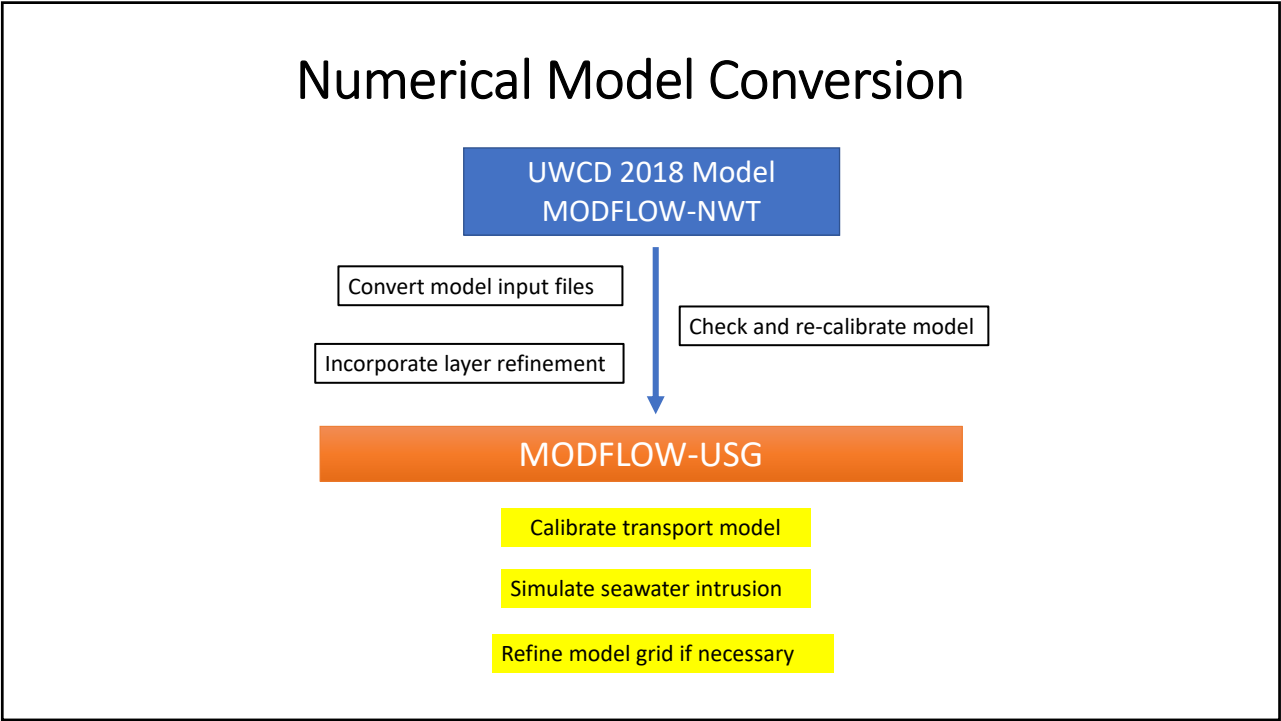 Numerical Model Conversion
UWCD 2018 Model
MODFLOW-NWT
Convert model input files
Check and re-calibrate model
Incorporate layer refinement
MODFLOW-USG
Calibrate transport model
Simulate seawater intrusion
Refine model grid if necessary